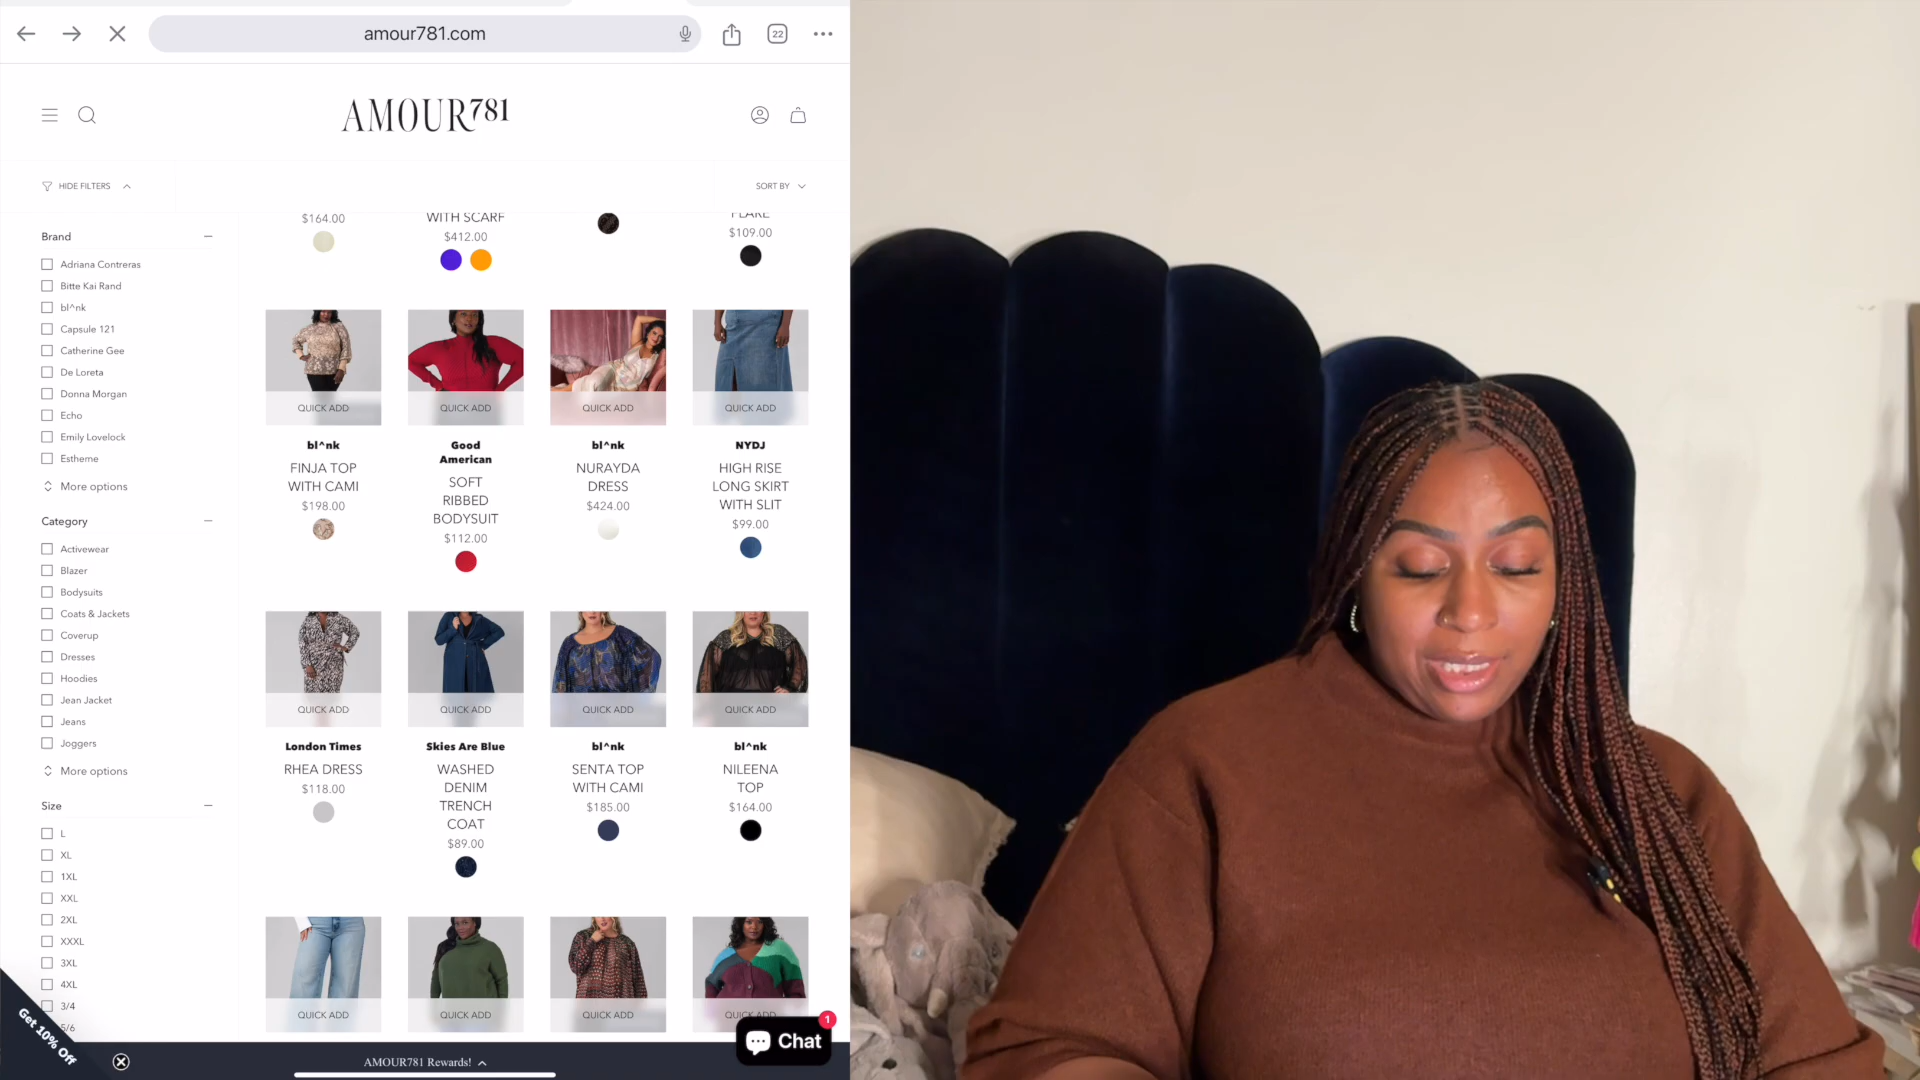 amour781.com
22
AMOUR781
HIDE FILTERS
SORT BY
Brand
Adriana Contreras
Bitte Kai Rand
bl^nk
Capsule 121
Catherine Gee
De Loreta
Donna Morgan
Echo
Emily Lovelock
Estheme
More options
Category
Activewear
Blazer
Bodysuits
Coats & Jackets
Coverup
Dresses
Hoodies
Jean Jacket
Jeans
Joggers
More options
Size
L
XL
1XL
XXL
2XL
XXXL
3XL
4XL
3/4
5/6
$164.00
WITH SCARF
$412.00
FLARE
$109.00
QUICK ADD
bl^nk
FINJA TOP
WITH CAMI
$198.00
QUICK ADD
Good
American
SOFT
RIBBED
BODYSUIT
$112.00
QUICK ADD
bl^nk
NURAYDA
DRESS
$424.00
QUICK ADD
NYDJ
HIGH RISE
LONG SKIRT
WITH SLIT
$99.00
QUICK ADD
London Times
RHEA DRESS
$118.00
QUICK ADD
Skies Are Blue
WASHED
DENIM
TRENCH
COAT
$89.00
QUICK ADD
bl^nk
SENTA TOP
WITH CAMI
$185.00
QUICK ADD
bl^nk
NILEENA
TOP
$164.00
QUICK ADD
QUICK ADD
QUICK ADD
QUICK ADD
Get 10% Off
AMOUR781 Rewards!
Chat
1